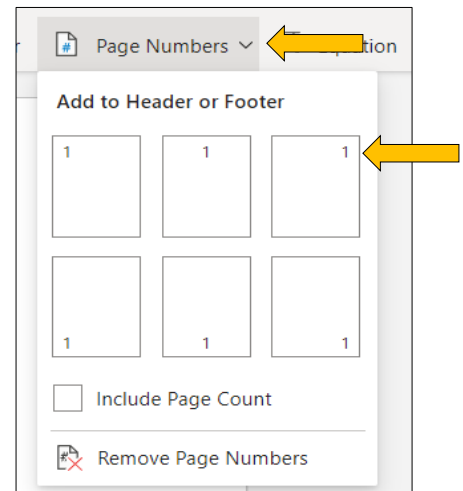 Page Numbers
Add to Header or Footer
1 1 1
1 1 1
Include Page Count
# Remove Page Numbers